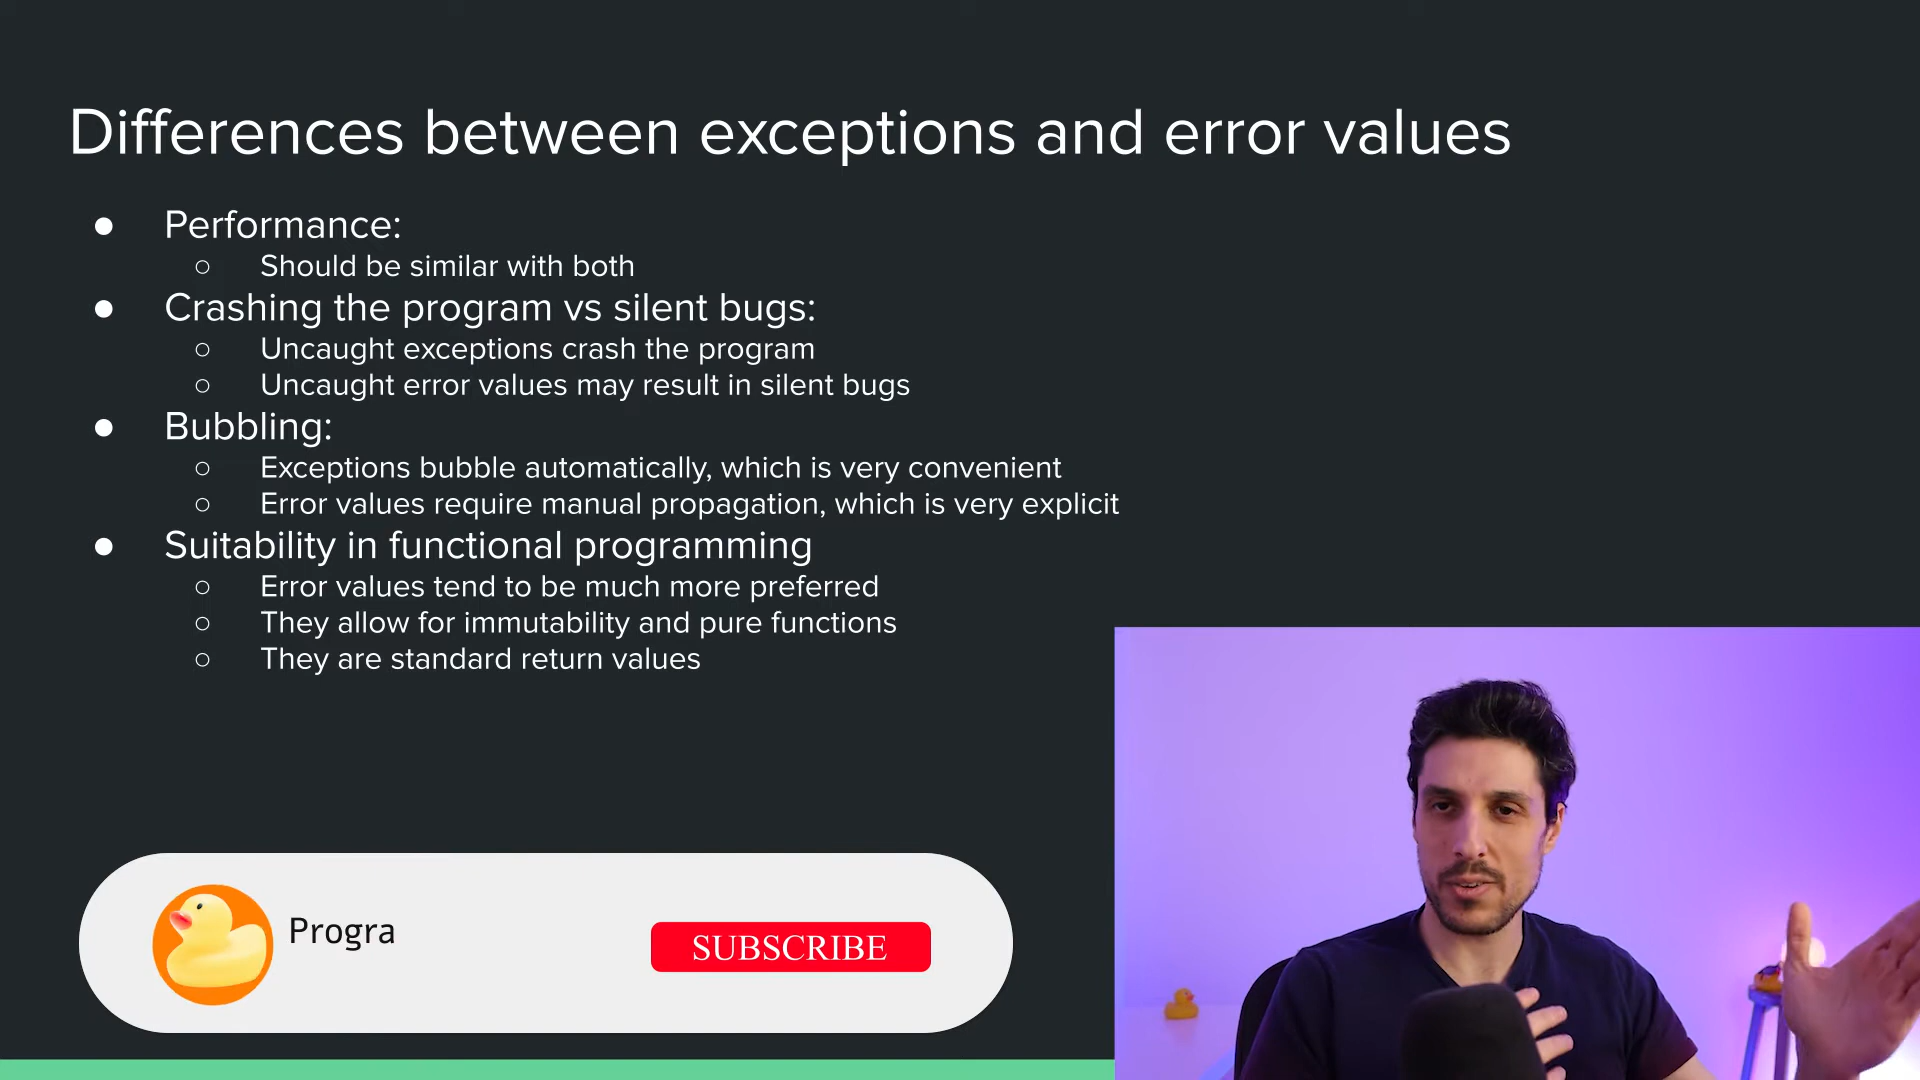 Differences between exceptions and error values
Performance:
Should be similar with both
Crashing the program vs silent bugs:
Uncaught exceptions crash the program
Uncaught error values may result in silent bugs
Bubbling:
Exceptions bubble automatically, which is very convenient
Error values require manual propagation, which is very explicit
Suitability in functional programming
Error values tend to be much more preferred
They allow for immutability and pure functions
They are standard return values
Progra
SUBSCRIBE